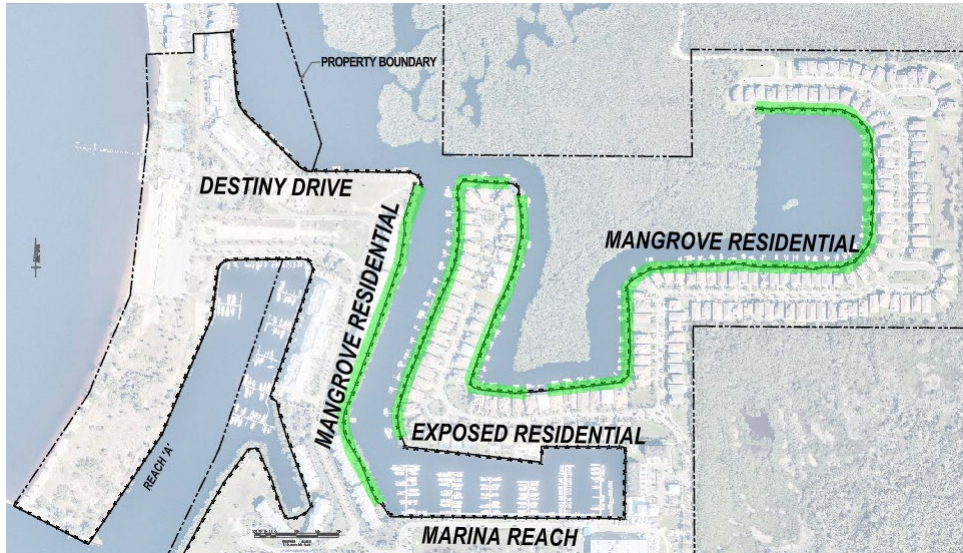 PROPERTY BOUNDARY
DESTINY DRIVE
MANGROVE RESIDENTIAL
MANGROVE RESIDENTIAL
REACH 'A'
EXPOSED RESIDENTIAL
MARINA REACH